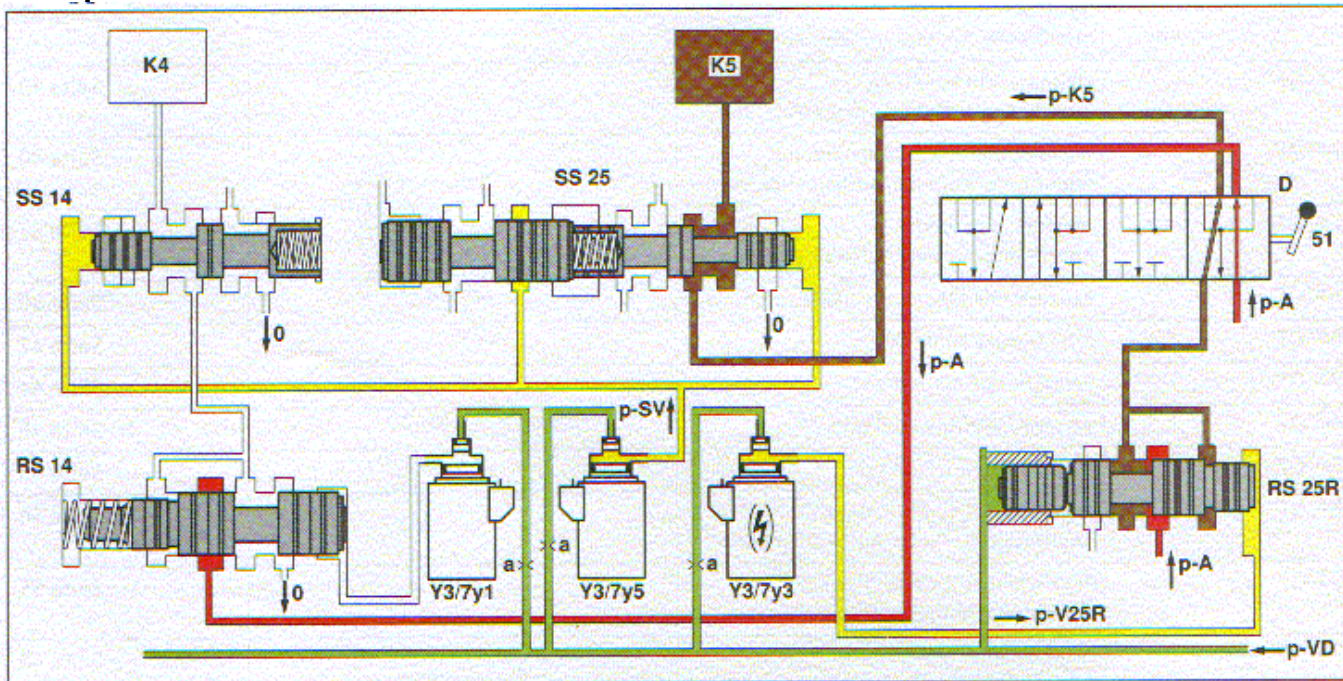 K4
K5
p-K5
SS 14
SS 25
D
51
0
0
p-A
p-A
p-SV
RS 14
RS 25R
a
a
a
p-A
0
Y3/7y1
Y3/7y5
Y3/7y3
p-V25R
p-VD